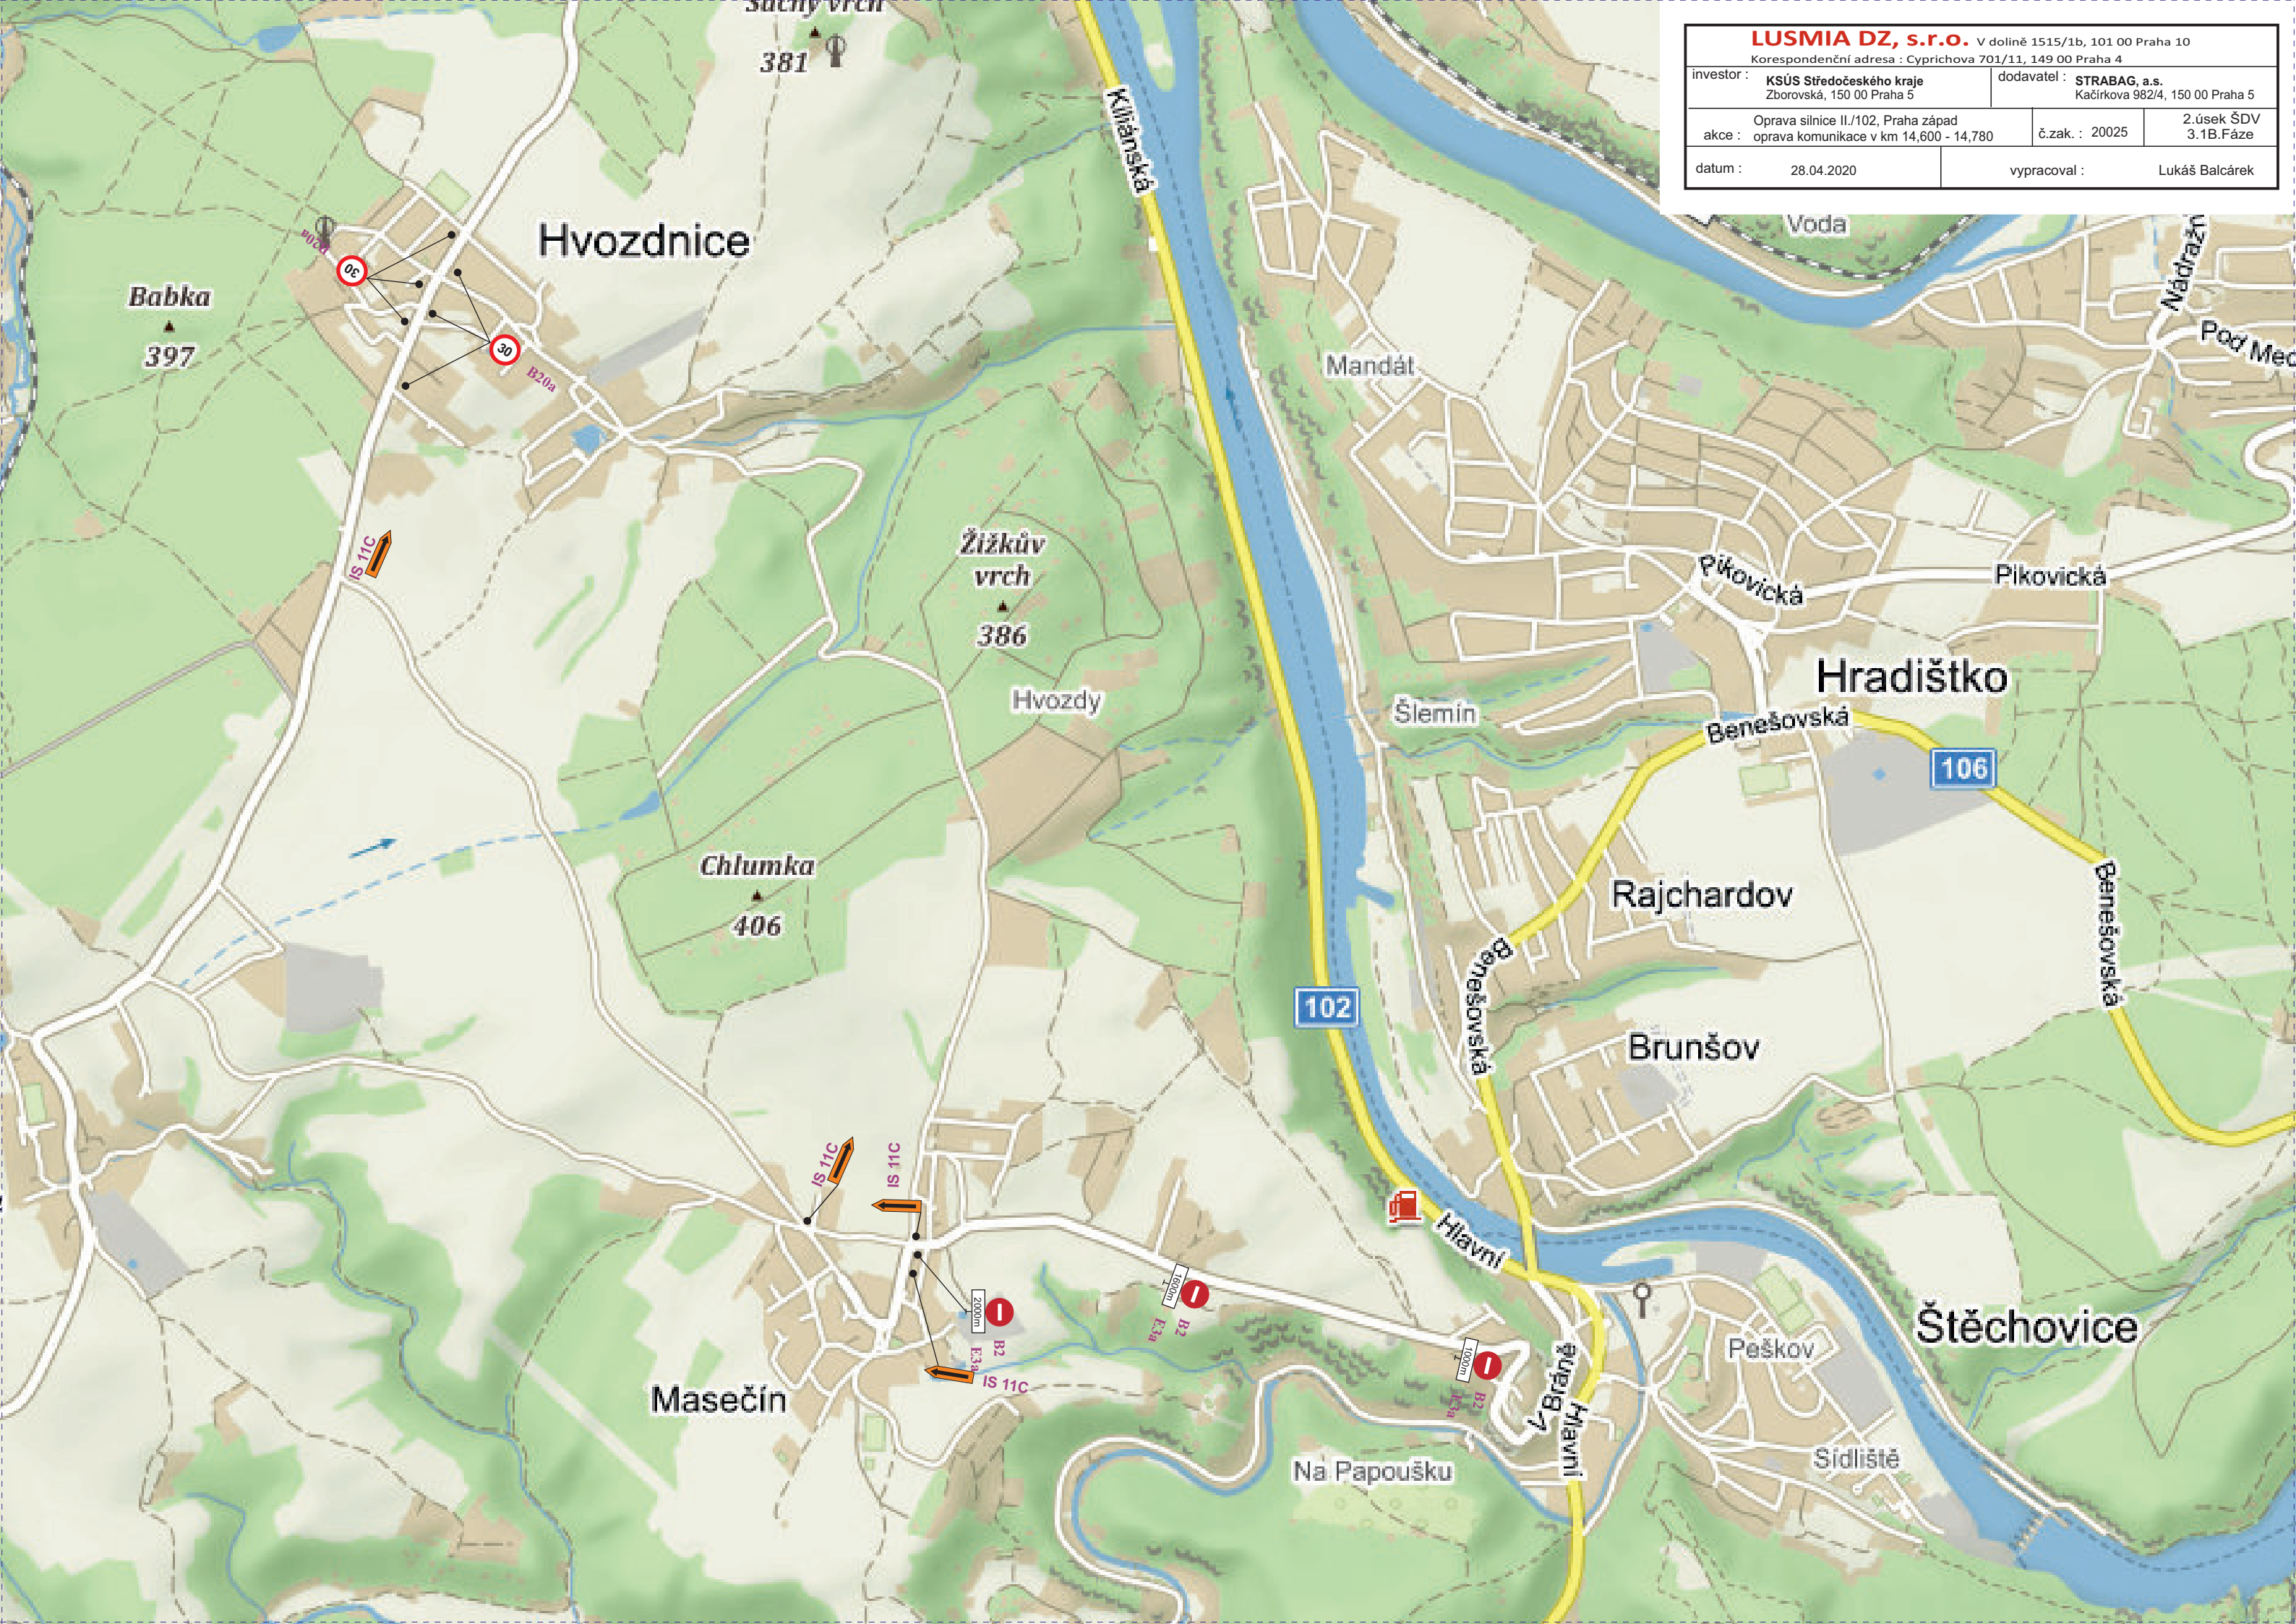 LUSMIA DZ, s.r.o. V dolině 1515/1b, 101 00 Praha 10
Korespondenční adresa : Cyprichova 701/11, 149 00 Praha 4
investor : KSÚS Středočeského kraje
Zborovská, 150 00 Praha 5
dodavatel : STRABAG, a.s.
Kačírkova 982/4, 150 00 Praha 5
akce : Oprava silnice II./102, Praha západ
oprava komunikace v km 14,600 - 14,780
č.zak. : 20025
2.úsek ŠDV
3.1B.Fáze
datum : 28.04.2020
vypracoval : Lukáš Balcárek
381
Kiliánská
Voda
Nádražn
Pod Med
Hvozdnice
B20a
30
Babka
397
30
B20a
Mandát
IS 11C
Žižkův
vrch
386
Hvozdy
Pikovická
Pikovická
Hradištko
Šlemín
Benešovská
106
Chlumka
406
Rajchardov
Benešovská
Benešovská
102
Brunšov
IS 11C
IS 11C
Hlavní
1600m
B2
E3a
2000m
B2
E3a
IS 11C
1000m
B2
E3a
V Bráně
Hlavní
Štěchovice
Peškov
Masečín
Na Papoušku
Sídliště